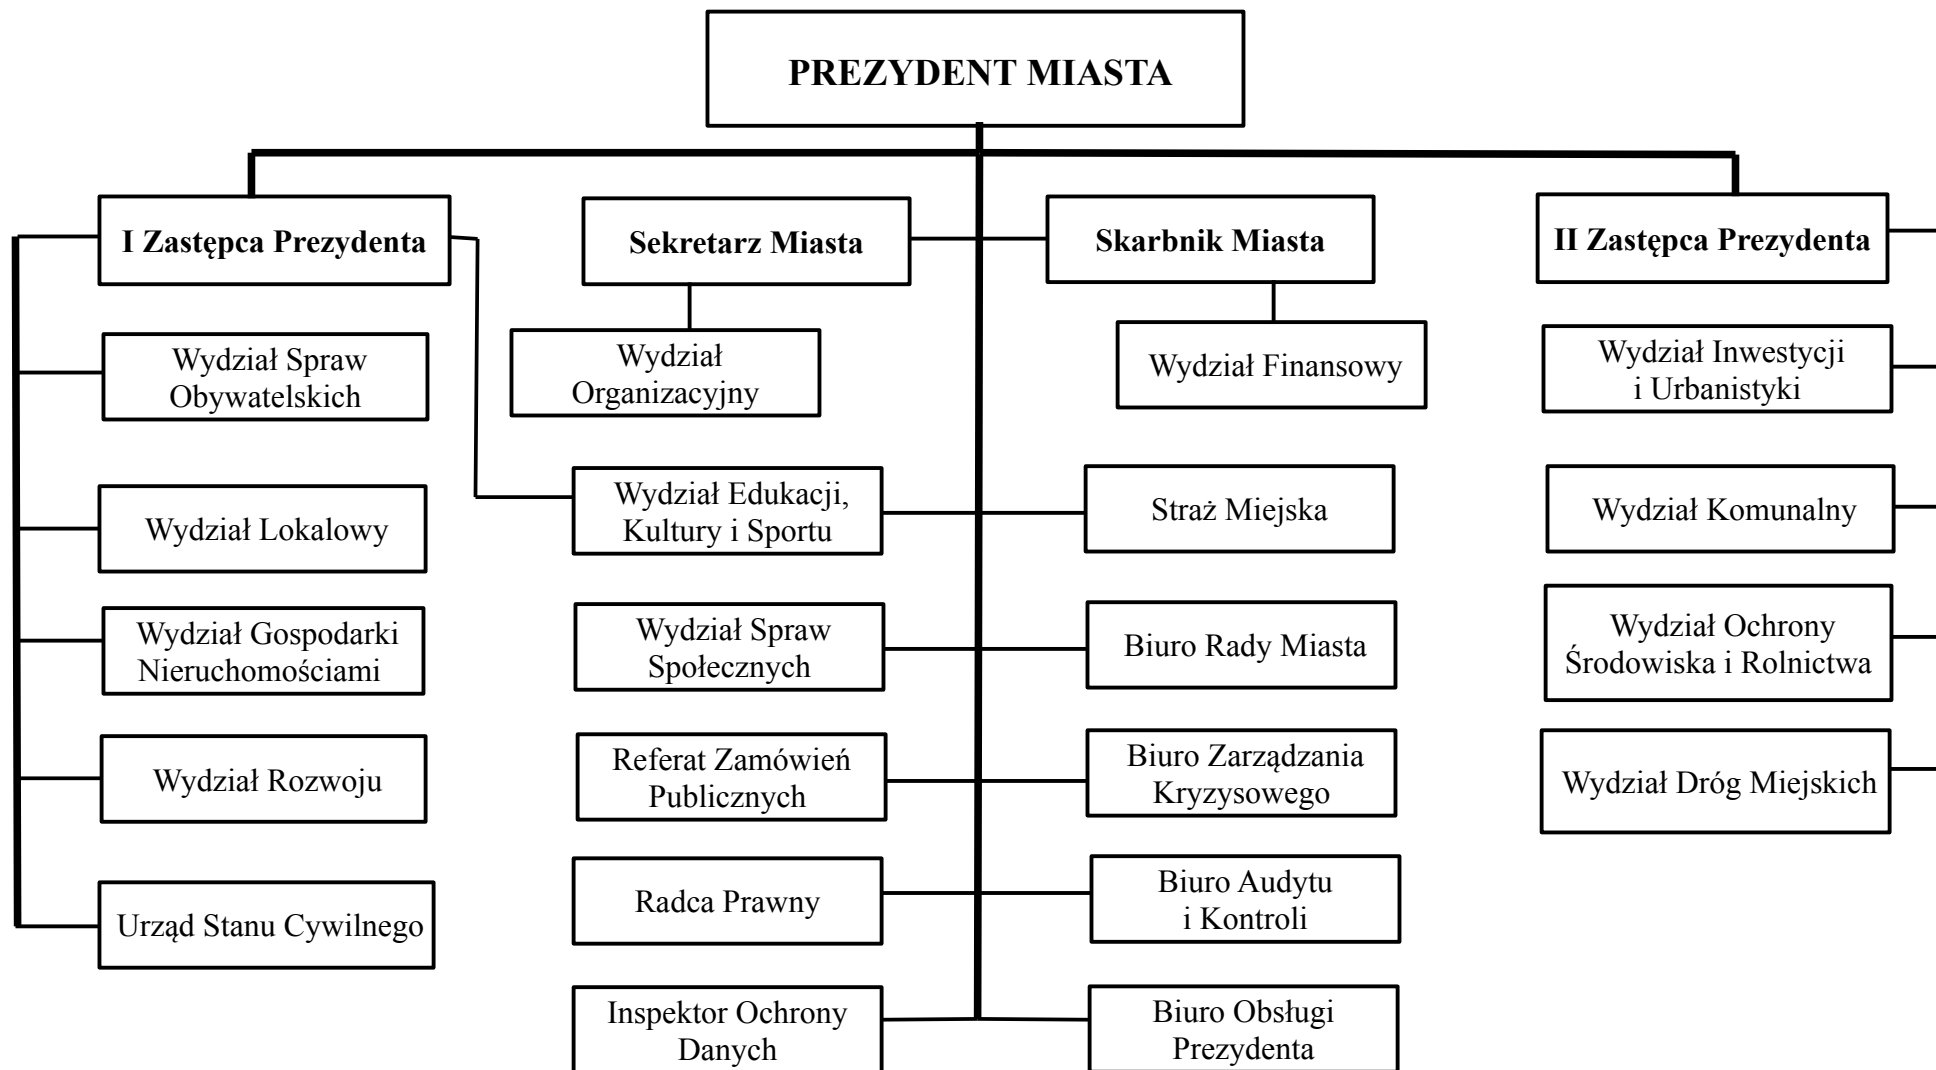 PREZYDENT MIASTA
I Zastępca Prezydenta
Sekretarz Miasta
Skarbnik Miasta
II Zastępca Prezydenta
Wydział Spraw
Obywatelskich
Wydział
Organizacyjny
Wydział Finansowy
Wydział Inwestycji
i Urbanistyki
Wydział Lokalowy
Wydział Edukacji,
Kultury i Sportu
Straż Miejska
Wydział Komunalny
Wydział Gospodarki
Nieruchomościami
Wydział Spraw
Społecznych
Biuro Rady Miasta
Wydział Ochrony
Środowiska i Rolnictwa
Wydział Rozwoju
Referat Zamówień
Publicznych
Biuro Zarządzania
Kryzysowego
Wydział Dróg Miejskich
Urząd Stanu Cywilnego
Radca Prawny
Biuro Audytu
i Kontroli
Inspektor Ochrony
Danych
Biuro Obsługi
Prezydenta